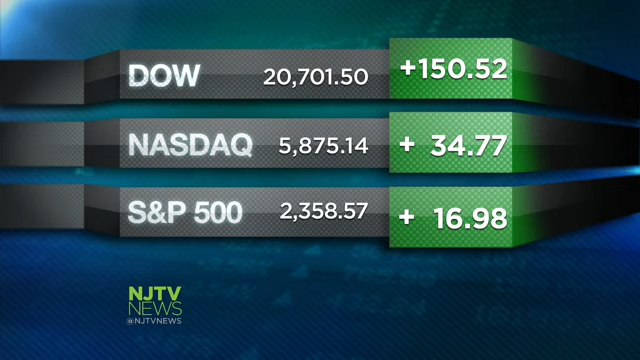 DOW 20,701.50 +150.52
NASDAQ 5,875.14 + 34.77
S&P 500 2,358.57 + 16.98
NJTV
NEWS
@NJTVNEWS